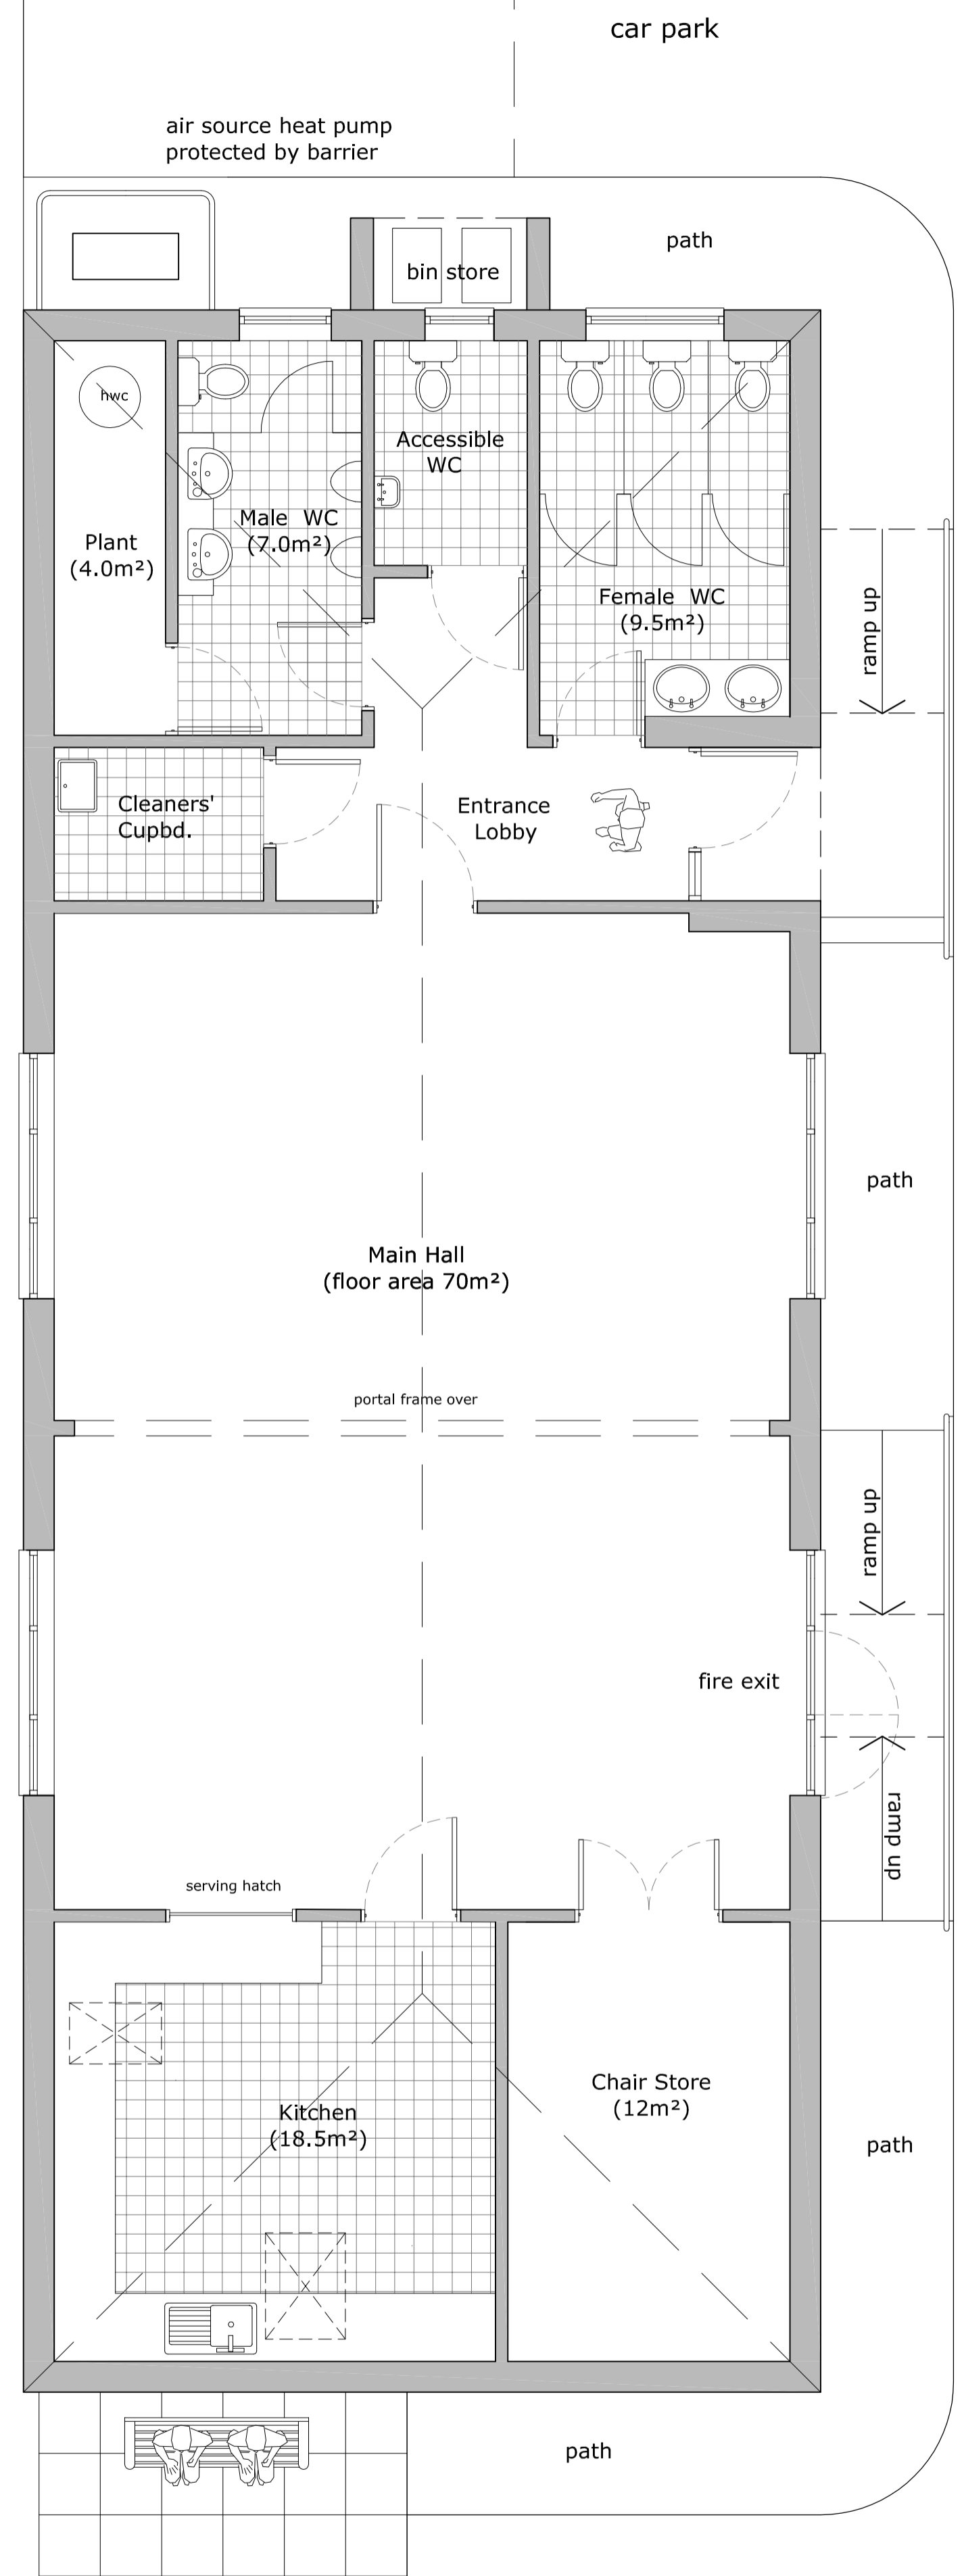 car park
air source heat pump
protected by barrier
path
bin store
hwc
Accessible
WC
Male WC
(7.0m²)
Plant
(4.0m²)
Female WC
(9.5m²)
ramp up
Cleaners'
Cupbd.
Entrance
Lobby
path
Main Hall
(floor area 70m²)
portal frame over
ramp up
fire exit
ramp up
serving hatch
Chair Store
(12m²)
Kitchen
(18.5m²)
path
path